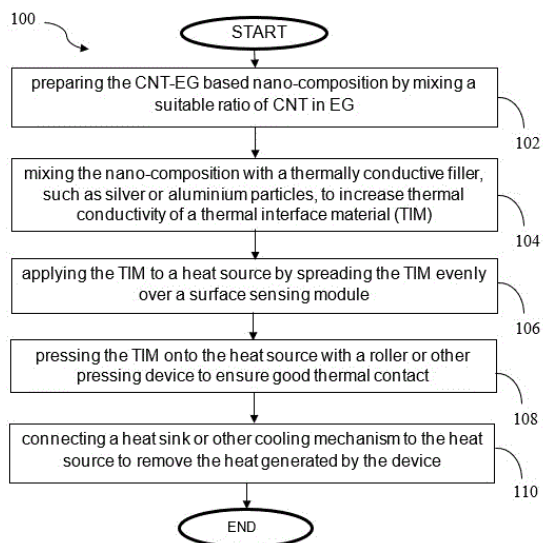 100
START
preparing the CNT-EG based nano-composition by mixing a
suitable ratio of CNT in EG
102
mixing the nano-composition with a thermally conductive filler,
such as silver or aluminium particles, to increase thermal
conductivity of a thermal interface material (TIM)
104
applying the TIM to a heat source by spreading the TIM evenly
over a surface sensing module
106
pressing the TIM onto the heat source with a roller or other
pressing device to ensure good thermal contact
108
connecting a heat sink or other cooling mechanism to the heat
source to remove the heat generated by the device
110
END